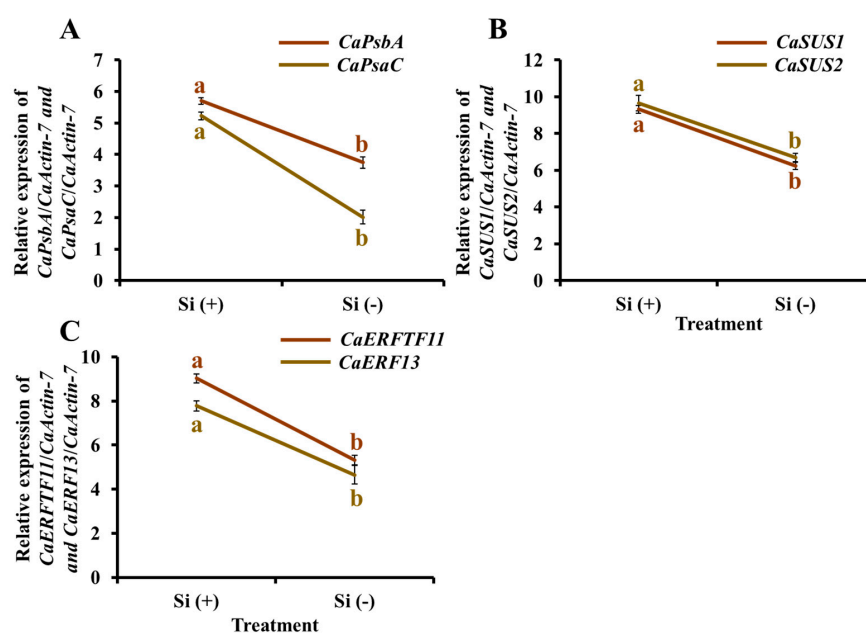 A
CaPsbA
CaPsaC
Relative expression of
CaPsbA/CaActin-7 and
CaPsaC/CaActin-7
7
6
5
4
3
2
1
0
a
a
b
b
Si (+)
Si (-)
B
CaSUS1
CaSUS2
Relative expression of
CaSUS1/CaActin-7 and
CaSUS2/CaActin-7
12
10
8
6
4
2
0
a
a
b
b
Si (+)
Si (-)
Treatment
C
CaERFTF11
CaERF13
Relative expression of
CaERFTF11/CaActin-7
and CaERF13/CaActin-7
10
8
6
4
2
0
a
a
b
b
Si (+)
Si (-)
Treatment